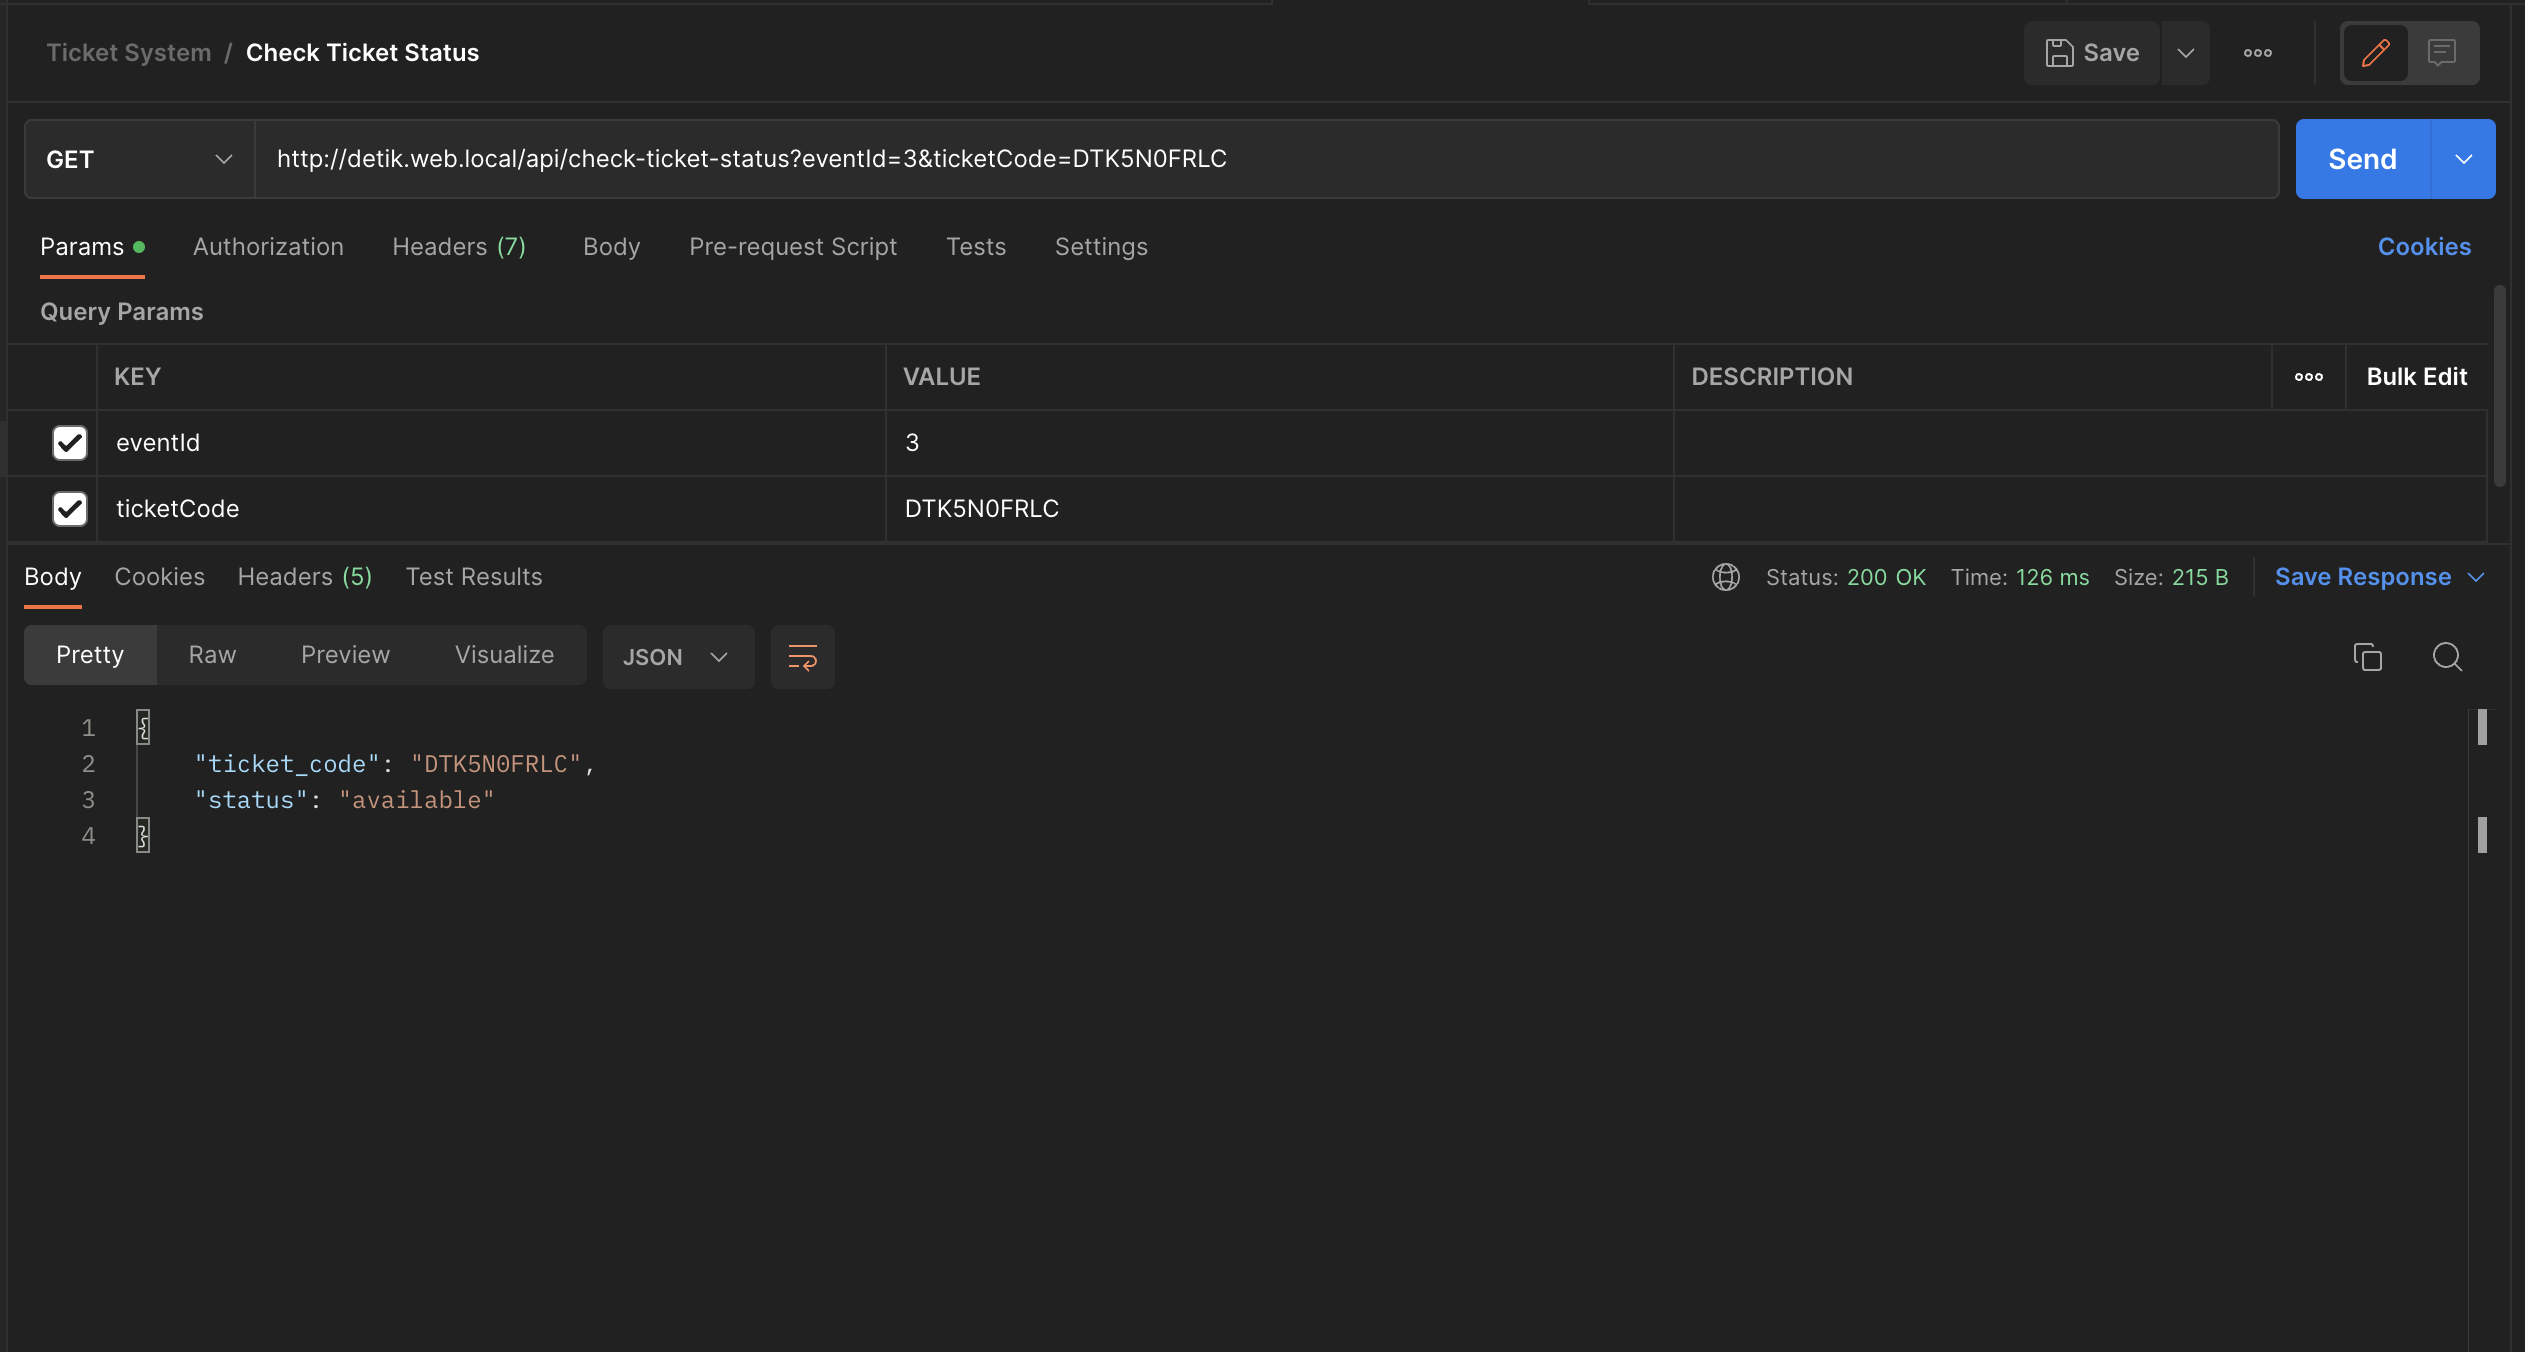 Ticket System / Check Ticket Status
Save
GET
http://detik.web.local/api/check-ticket-status?eventId=3&ticketCode=DTK5N0FRLC
Send
Params Authorization Headers (7) Body Pre-request Script Tests Settings Cookies
Query Params
KEY VALUE DESCRIPTION Bulk Edit
eventId 3
ticketCode DTK5N0FRLC
Body Cookies Headers (5) Test Results Status: 200 OK Time: 126 ms Size: 215 B Save Response
Pretty Raw Preview Visualize JSON
1 {
2 "ticket_code": "DTK5N0FRLC",
3 "status": "available"
4 }